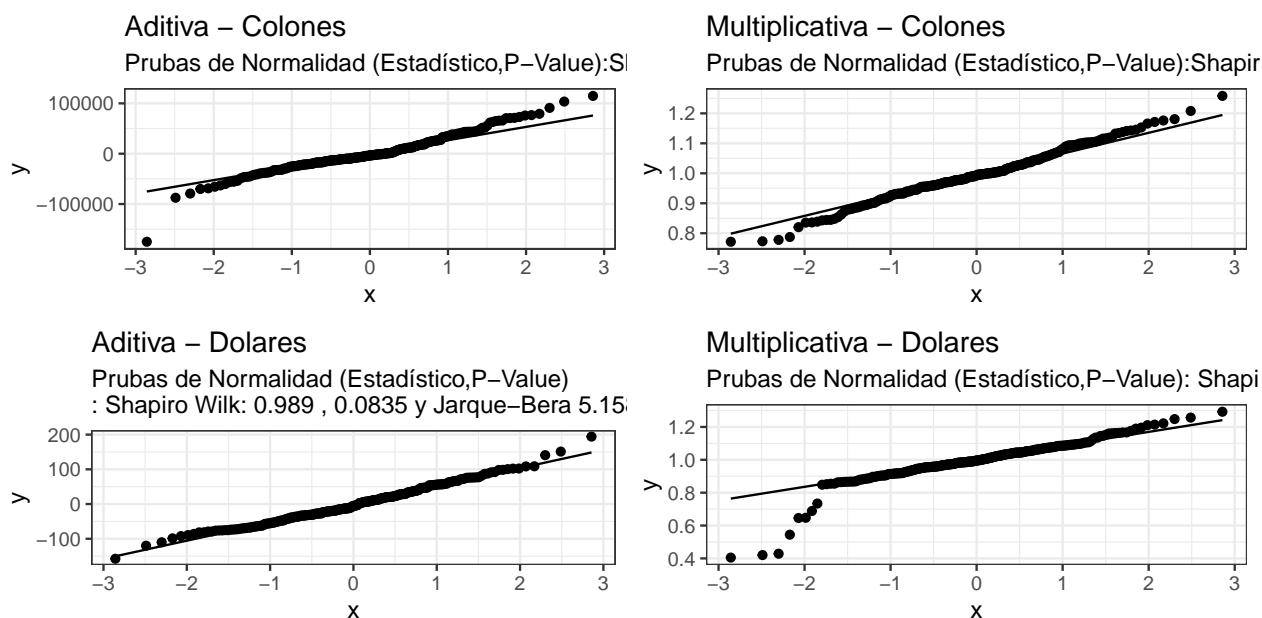 Aditiva − Colones
Prubas de Normalidad (Estadístico,P−Value):Sl
100000
0
−100000
−3 −2 −1 0 1 2 3
y
x
Multiplicativa − Colones
Prubas de Normalidad (Estadístico,P−Value):Shapir
1.2
1.1
1.0
0.9
0.8
−3 −2 −1 0 1 2 3
y
x
Aditiva − Dolares
Prubas de Normalidad (Estadístico,P−Value)
: Shapiro Wilk: 0.989 , 0.0835 y Jarque−Bera 5.158
200
100
0
−100
−3 −2 −1 0 1 2 3
y
x
Multiplicativa − Dolares
Prubas de Normalidad (Estadístico,P−Value): Shapi
1.2
1.0
0.8
0.6
0.4
−3 −2 −1 0 1 2 3
y
x